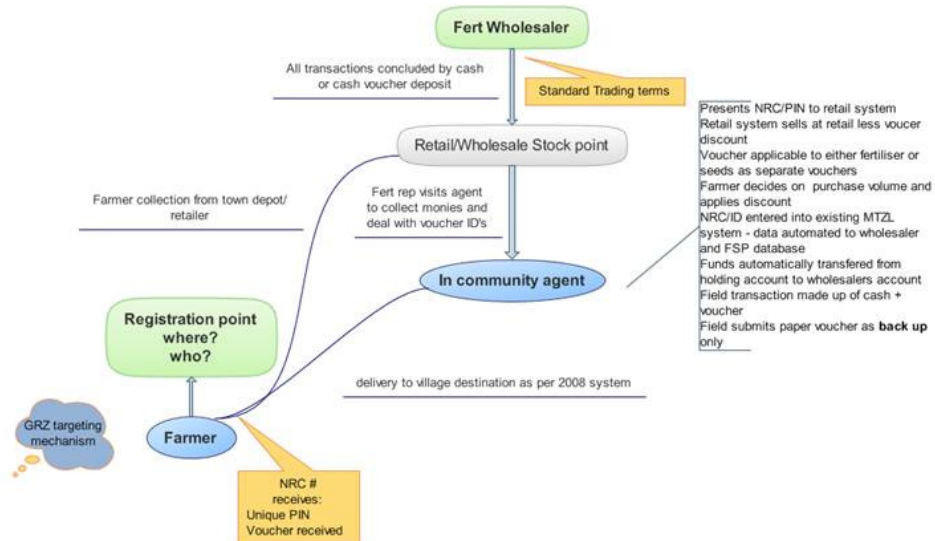 Fert Wholesaler
All transactions concluded by cash
or cash voucher deposit
Standard Trading terms
Retail/Wholesale Stock point
Farmer collection from town depot/
retailer
Fert rep visits agent
to collect monies and
deal with voucher ID's
In community agent
Presents NRC/PIN to retail system
Retail system sells at retail less voucer
discount
Voucher applicable to either fertiliser or
seeds as separate vouchers
Farmer decides on purchase volume and
applies discount
NRC/ID entered into existing MTZL
system - data automated to wholesaler
and FSP database
Funds automatically transfered from
holding account to wholesalers account
Field transaction made up of cash +
voucher
Field submits paper voucher as back up
only
Registration point
where?
who?
delivery to village destination as per 2008 system
GRZ targeting
mechanism
Farmer
NRC #
receives:
Unique PIN
Voucher received